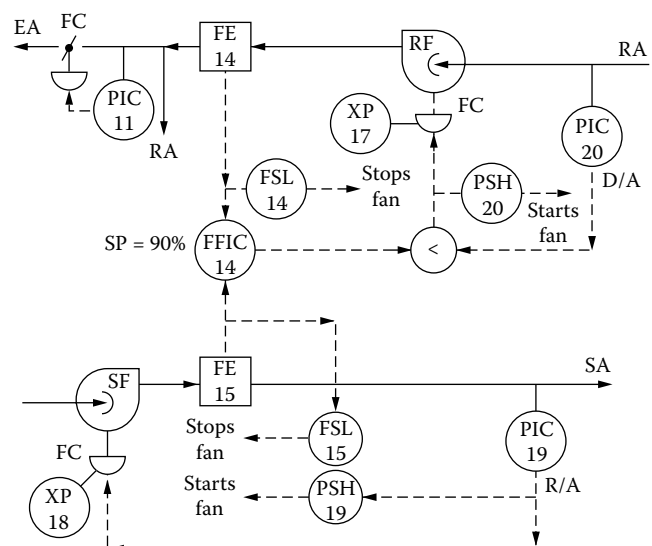 EA
FC
FE
14
RF
RA
PIC
11
RA
XP
17
FC
PIC
20
D/A
FSL
14
Stops
fan
PSH
20
Starts
fan
SP = 90%
FFIC
14
<
FE
15
SF
SA
FC
Stops
fan
FSL
15
PIC
19
XP
18
Starts
fan
PSH
19
R/A